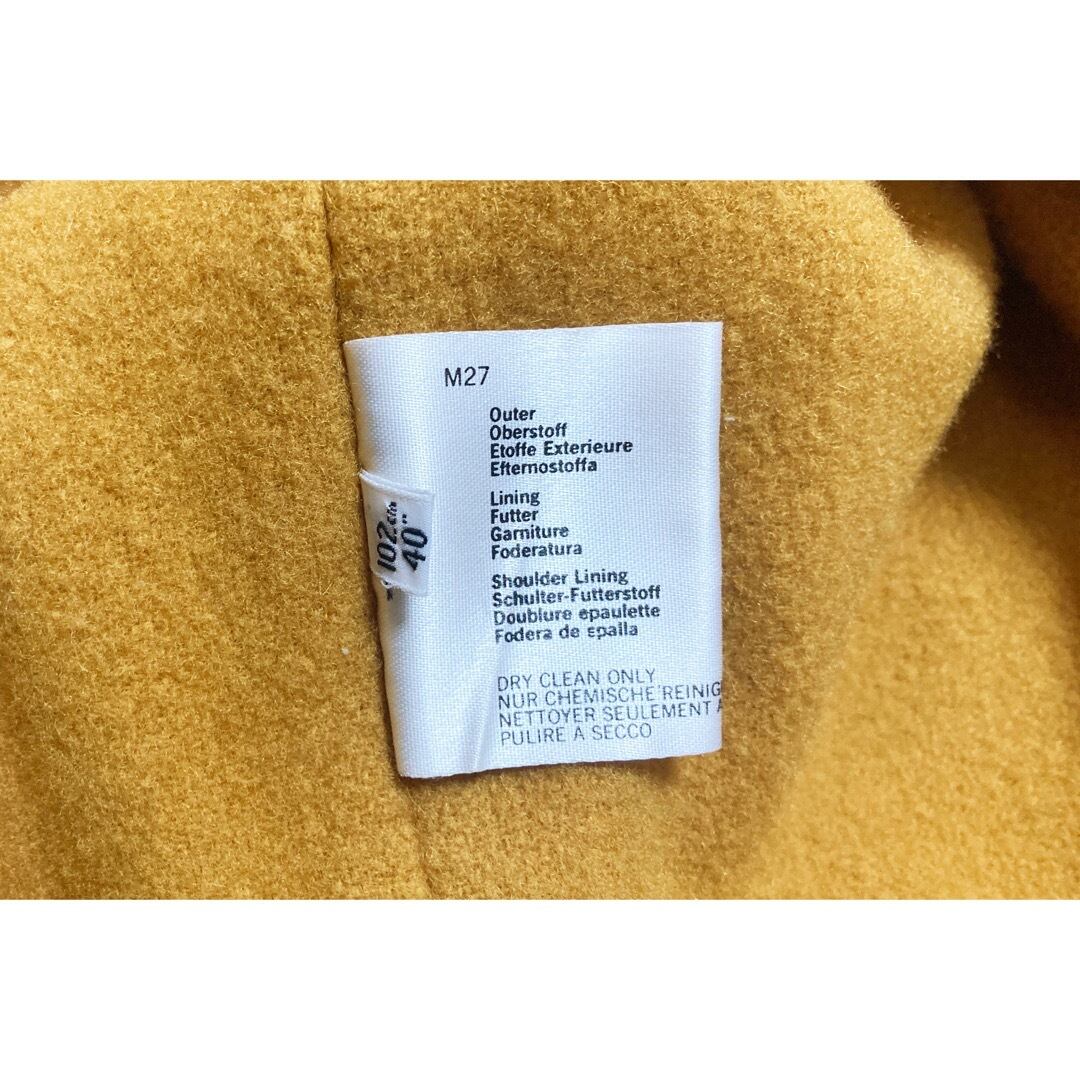 M27
Outer
Oberstoff
Etoffe Exterieure
Efternostoffa
Lining
Futter
Garniture
Foderatura
Shoulder Lining
Schulter-Futterstoff
Doublure epaulette
Fodera de spalla
DRY CLEAN ONLY
NUR CHEMISCHE REINIG
NETTOYER SEULEMENT A
PULIRE A SECCO
102cm
40"